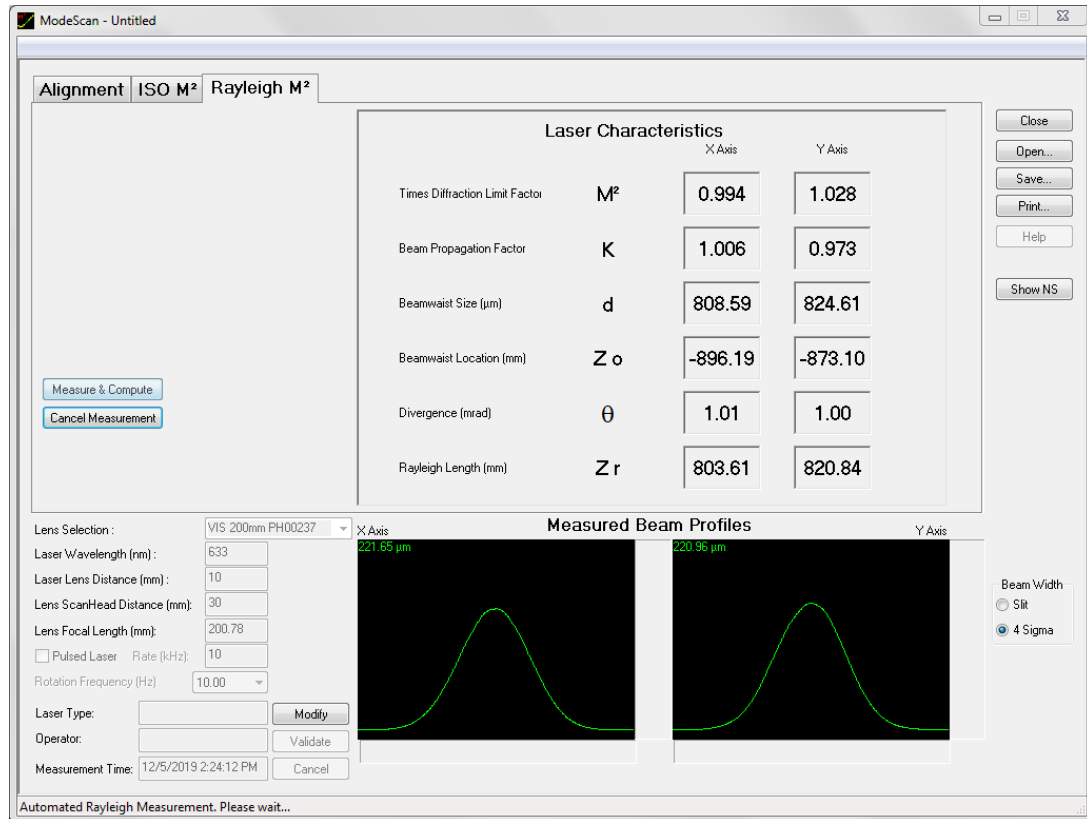 ModeScan - Untitled
Alignment
ISO M²
Rayleigh M²
Laser Characteristics
X Axis Y Axis
Times Diffraction Limit Factor M² 0.994 1.028
Beam Propagation Factor K 1.006 0.973
Beamwaist Size (µm) d 808.59 824.61
Beamwaist Location (mm) Z o -896.19 -873.10
Divergence (mrad) θ 1.01 1.00
Rayleigh Length (mm) Z r 803.61 820.84
Measure & Compute
Cancel Measurement
Close
Open...
Save...
Print...
Help
Show NS
Lens Selection : VIS 200mm PH00237
Laser Wavelength (nm) : 633
Laser Lens Distance (mm) : 10
Lens ScanHead Distance (mm): 30
Lens Focal Length (mm): 200.78
Pulsed Laser Rate (kHz): 10
Rotation Frequency (Hz) 10.00
Laser Type: Modify
Operator: Validate
Measurement Time: 12/5/2019 2:24:12 PM Cancel
Measured Beam Profiles
X Axis
Y Axis
221.65 µm
220.96 µm
Beam Width
Slit
4 Sigma
Automated Rayleigh Measurement. Please wait...